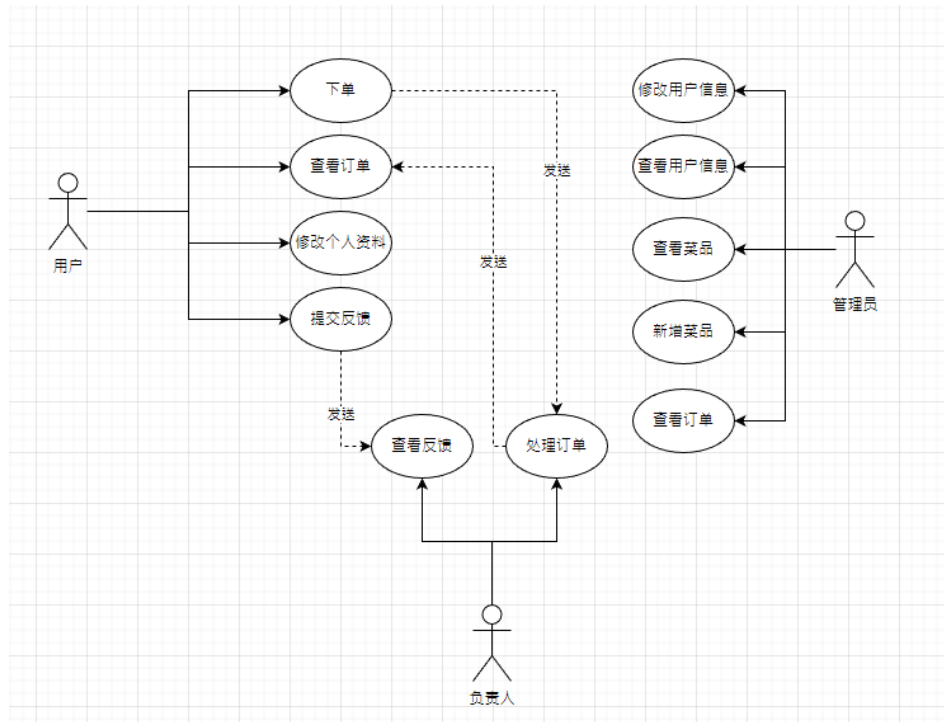 下单
修改用户信息
查看订单
发送
查看用户信息
用户
修改个人资料
发送
查看菜品
管理员
提交反馈
新增菜品
发送
查看反馈
处理订单
查看订单
负责人